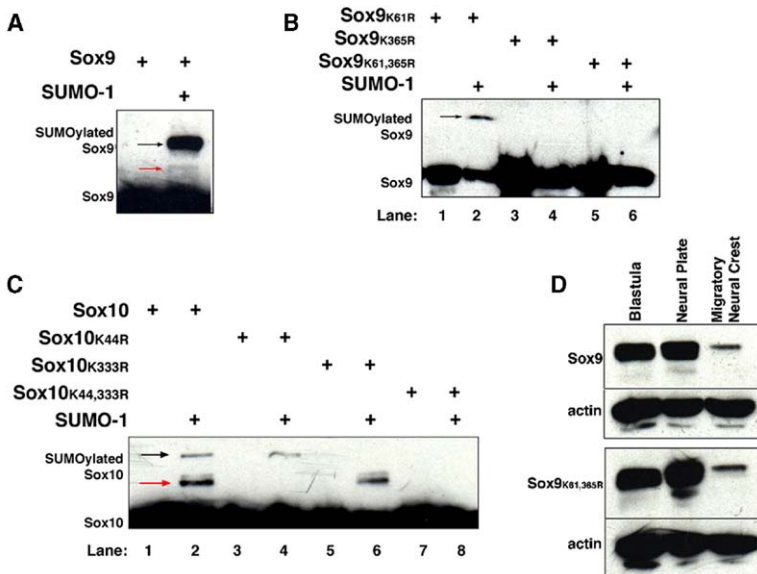 A
Sox9 + +
SUMO-1 +
SUMOylated
Sox9
Sox9
B
Sox9K61R + +
Sox9K365R + +
Sox9K61,365R + +
SUMO-1 + + +
SUMOylated
Sox9
Sox9
Lane: 1 2 3 4 5 6
C
Sox10 + +
Sox10K44R + +
Sox10K333R + +
Sox10K44,333R + +
SUMO-1 + + + +
SUMOylated
Sox10
Sox10
Lane: 1 2 3 4 5 6 7 8
D
Blastula
Neural Plate
Migratory
Neural Crest
Sox9
actin
Sox9K61,365R
actin